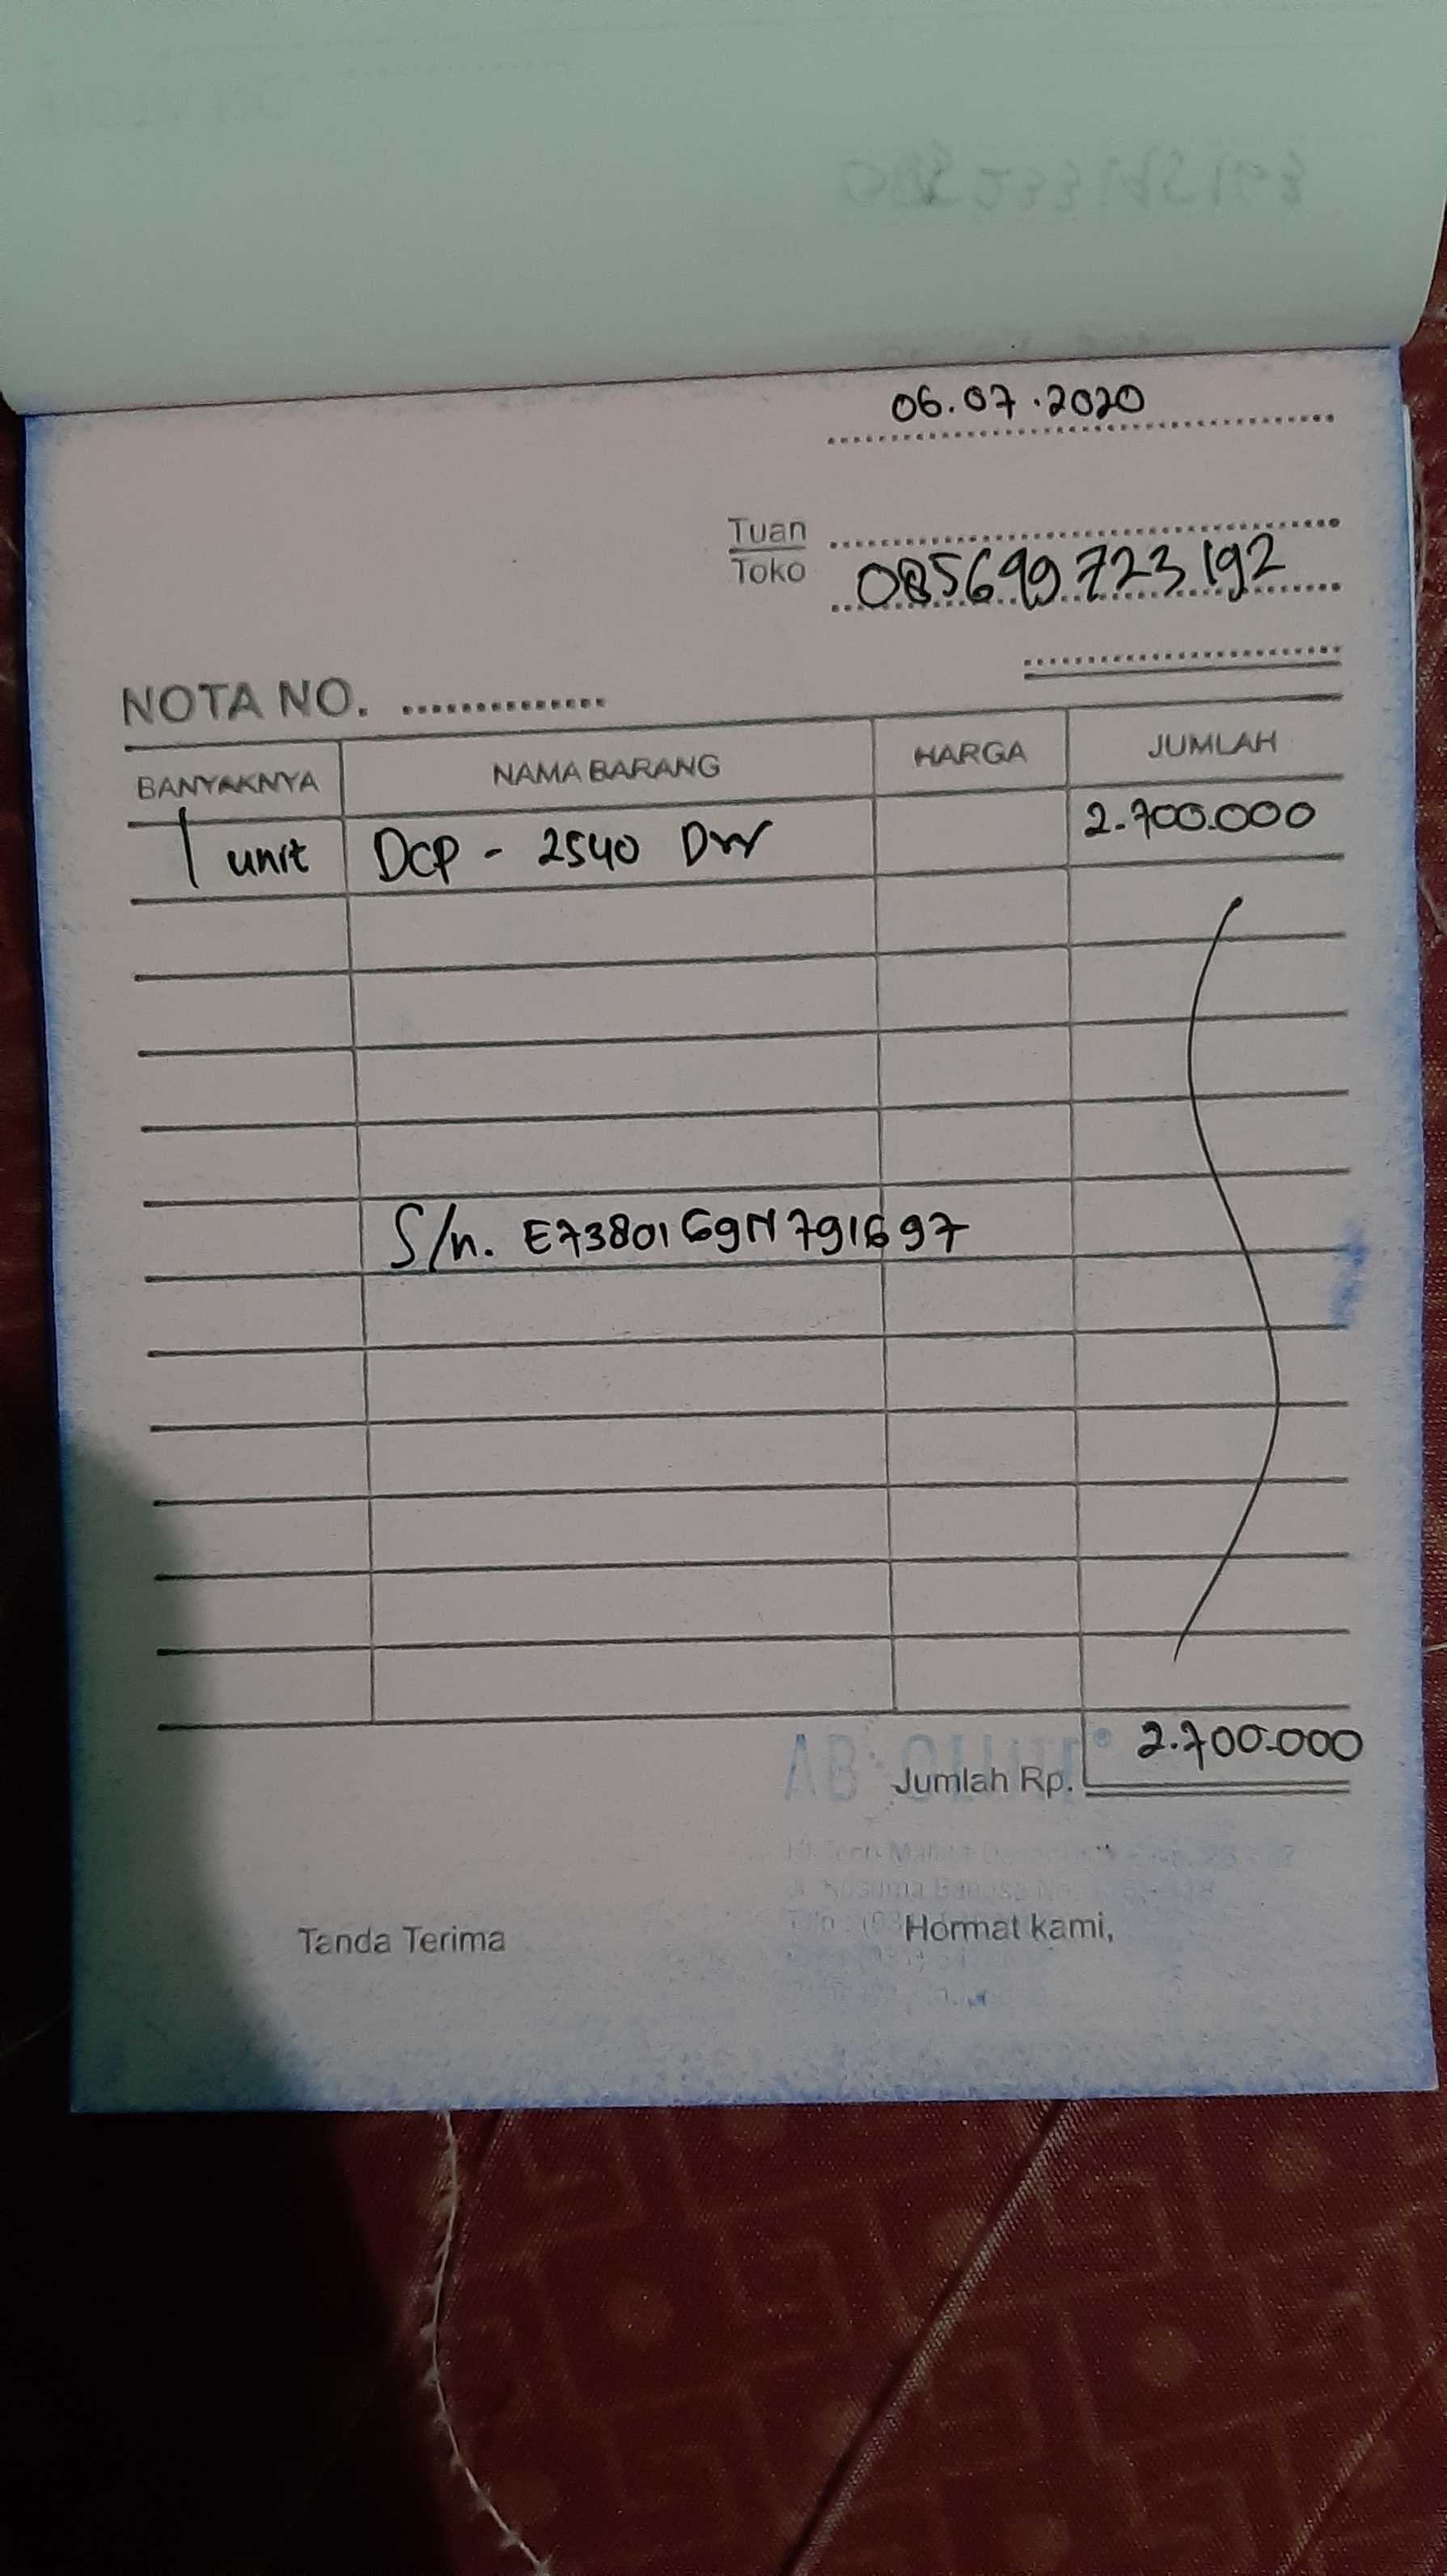 06.07.2020
Tuan
Toko 085699723192
NOTA NO. ...............
BANYAKNYA NAMA BARANG HARGA JUMLAH
1 unit DCP - 2540 DW 2.700.000
S/n. E73801G9N791697
Jumlah Rp. 2.700.000
Tanda Terima Hormat kami,